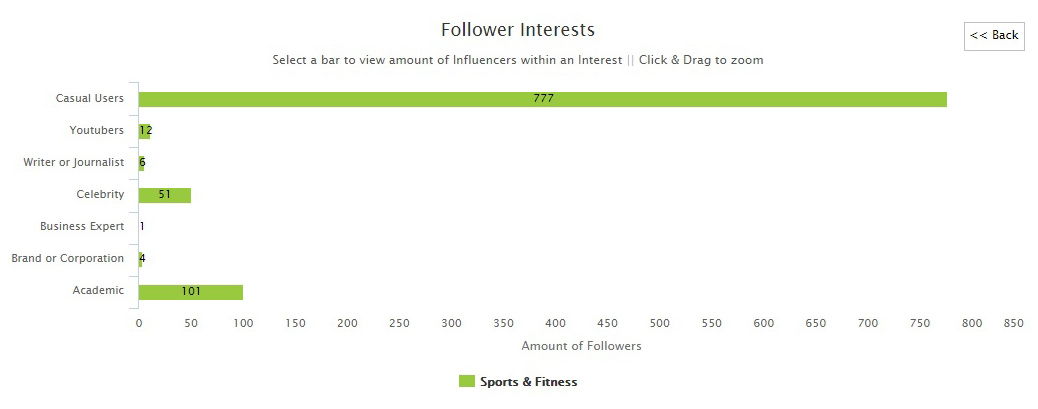 Follower Interests
<< Back
Select a bar to view amount of Influencers within an Interest || Click & Drag to zoom
Casual Users 777
Youtubers 12
Writer or Journalist 6
Celebrity 51
Business Expert 1
Brand or Corporation 4
Academic 101
0 50 100 150 200 250 300 350 400 450 500 550 600 650 700 750 800 850
Amount of Followers
Sports & Fitness